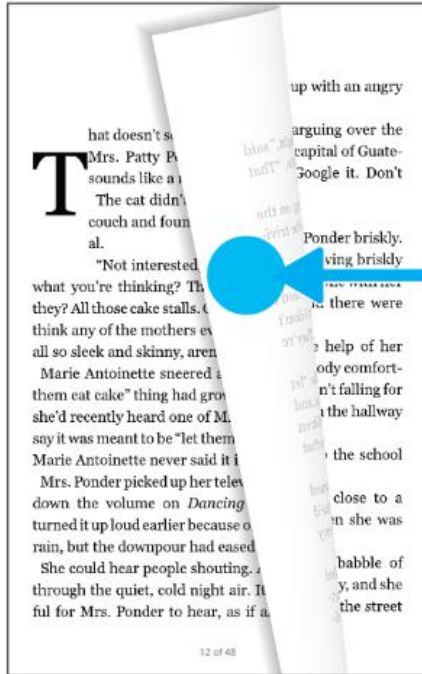 That doesn't
Mrs. Patty
sounds like a
The cat didn't
couch and foun
al.
"Not interested
what you're thinking? Th
they? All those cake stalls.
think any of the mothers ev
all so sleek and skinny, aren
Marie Antoinette sneered a
them eat cake" thing had grow
she'd recently heard one of M
say it was meant to be "let them
Marie Antoinette never said it i
Mrs. Ponder picked up her telev
down the volume on Dancing
turned it up loud earlier because o
rain, but the downpour had eased
She could hear people shouting.
through the quiet, cold night air. It
ful for Mrs. Ponder to hear, as if a
12 of 48
up with an angry
arguing over the
capital of Guate-
Google it. Don't
Ponder briskly.
ving briskly
with her
there were
help of her
ody comfort-
n't falling for
the hallway
the school
close to a
en she was
babble of
y, and she
the street